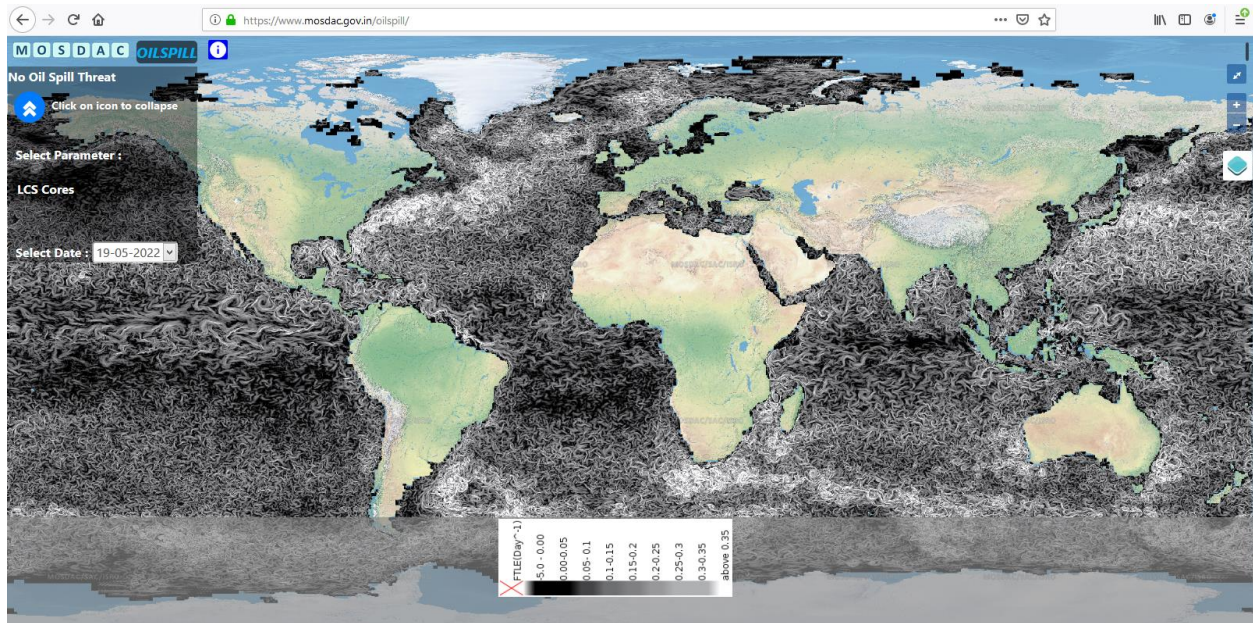 https://www.mosdac.gov.in/oilspill/
MOSDAC OILSPILL
No Oil Spill Threat
Click on icon to collapse
Select Parameter :
LCS Cores
Select Date : 19-05-2022
FTLE(Day^-1)
-5.0 - 0.00
0.00-0.05
0.05- 0.1
0.1-0.15
0.15-0.2
0.2-0.25
0.25-0.3
0.3-0.35
above 0.35